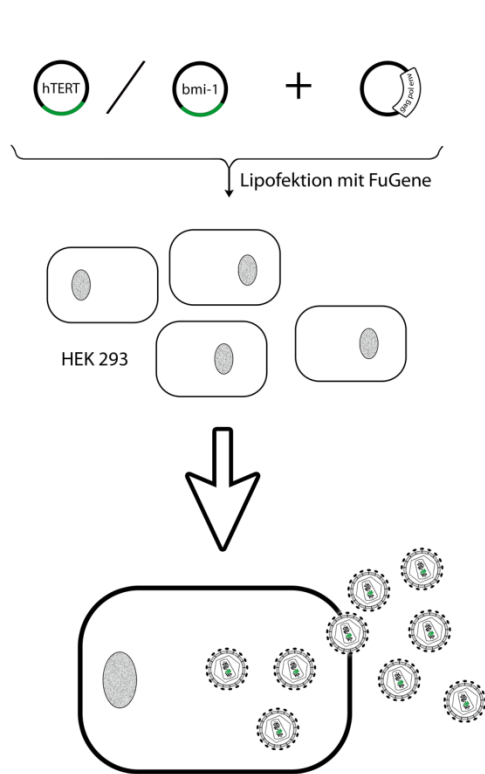 hTERT
bmi-1
+
gag pol env
Lipofektion mit FuGene
HEK 293